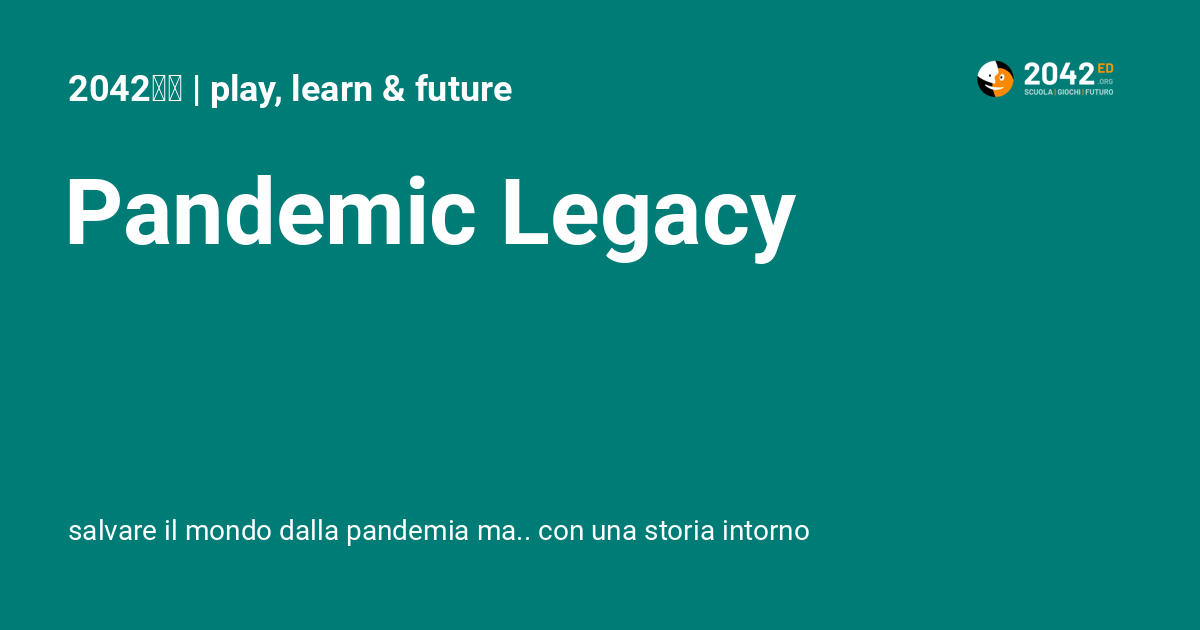 2042 | play, learn & future
2042 ED
.ORG
SCUOLA | GIOCHI | FUTURO
Pandemic Legacy
salvare il mondo dalla pandemia ma.. con una storia intorno